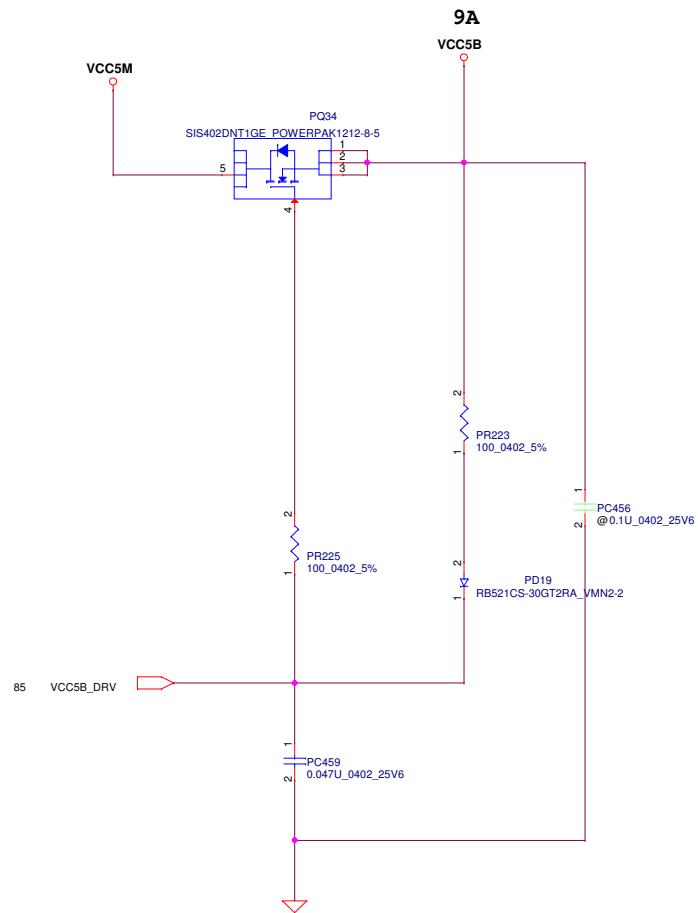 9A
VCC5B
VCC5M
PQ34
SIS402DNT1GE_POWERPAK1212-8-5
1
2
3
5
4
2
PR223
100_0402_5%
1
1
PC456
@0.1U_0402_25V6
2
2
PR225
100_0402_5%
1
2
PD19
RB521CS-30GT2RA_VMN2-2
1
85 VCC5B_DRV
1
PC459
0.047U_0402_25V6
2